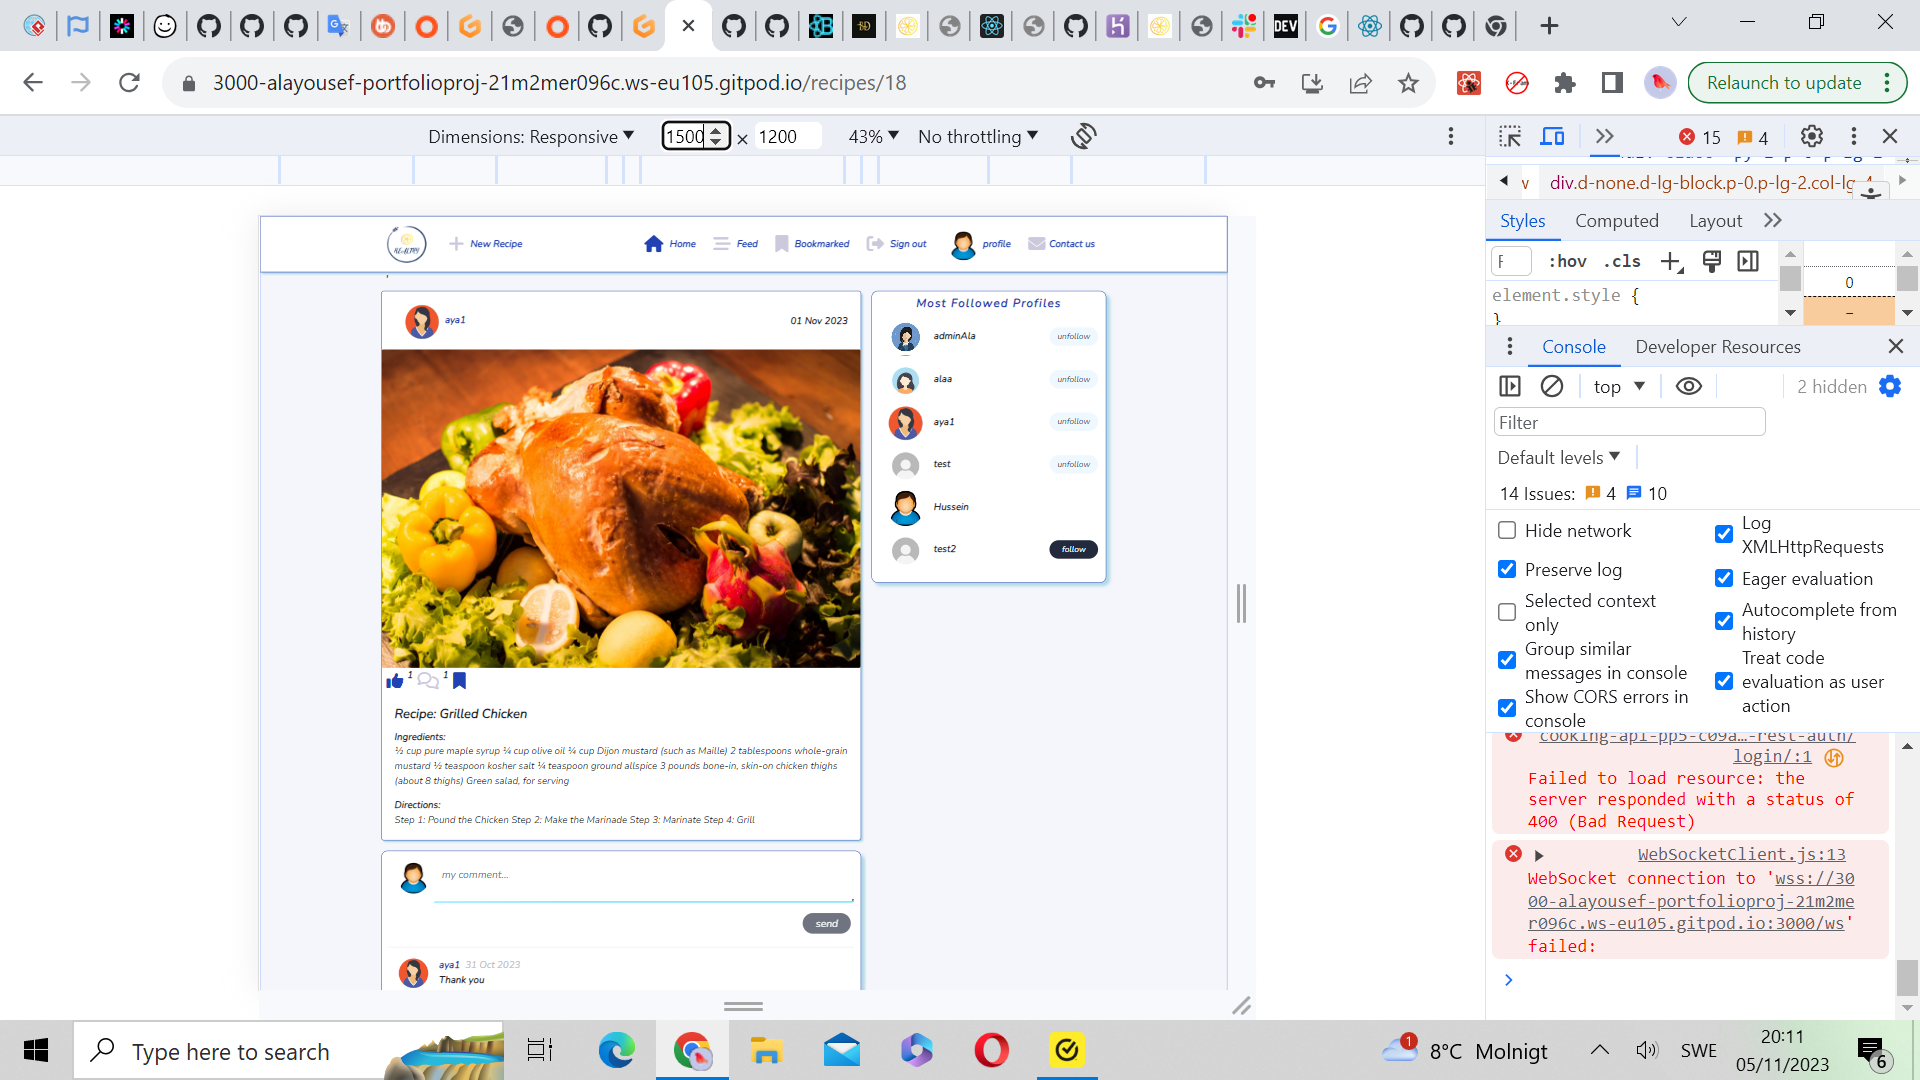 3000-alayousef-portfolioproj-21m2mer096c.ws-eu105.gitpod.io/recipes/18
Relaunch to update
Dimensions: Responsive
1500
×
1200
43%
No throttling
15
4
div.d-none.d-lg-block.p-0.p-lg-2.col-lg-4
Styles
Computed
Layout
:hov
.cls
element.style {
}
0
–
Console
Developer Resources
top
2 hidden
Filter
Default levels
14 Issues:
4
10
Hide network
Log XMLHttpRequests
Preserve log
Eager evaluation
Selected context only
Autocomplete from history
Group similar messages in console
Treat code evaluation as user action
Show CORS errors in console
cooking-api-pp5-c09a…-rest-auth/
login/:1
Failed to load resource: the
server responded with a status of
400 (Bad Request)
WebSocketClient.js:13
WebSocket connection to 'wss://30
00-alayousef-portfolioproj-21m2me
r096c.ws-eu105.gitpod.io:3000/ws'
failed:
New Recipe
Home
Feed
Bookmarked
Sign out
profile
Contact us
aya1
01 Nov 2023
1
1
Recipe: Grilled Chicken
Ingredients:
½ cup pure maple syrup ¼ cup olive oil ¼ cup Dijon mustard (such as Maille) 2 tablespoons whole-grain
mustard ½ teaspoon kosher salt ¼ teaspoon ground allspice 3 pounds bone-in, skin-on chicken thighs
(about 8 thighs) Green salad, for serving
Directions:
Step 1: Pound the Chicken Step 2: Make the Marinade Step 3: Marinate Step 4: Grill
my comment...
send
aya1 31 Oct 2023
Thank you
Most Followed Profiles
adminAla
unfollow
alaa
unfollow
aya1
unfollow
test
unfollow
Hussein
test2
follow
Type here to search
1
8°C Molnigt
SWE
20:11
05/11/2023
6
DEV